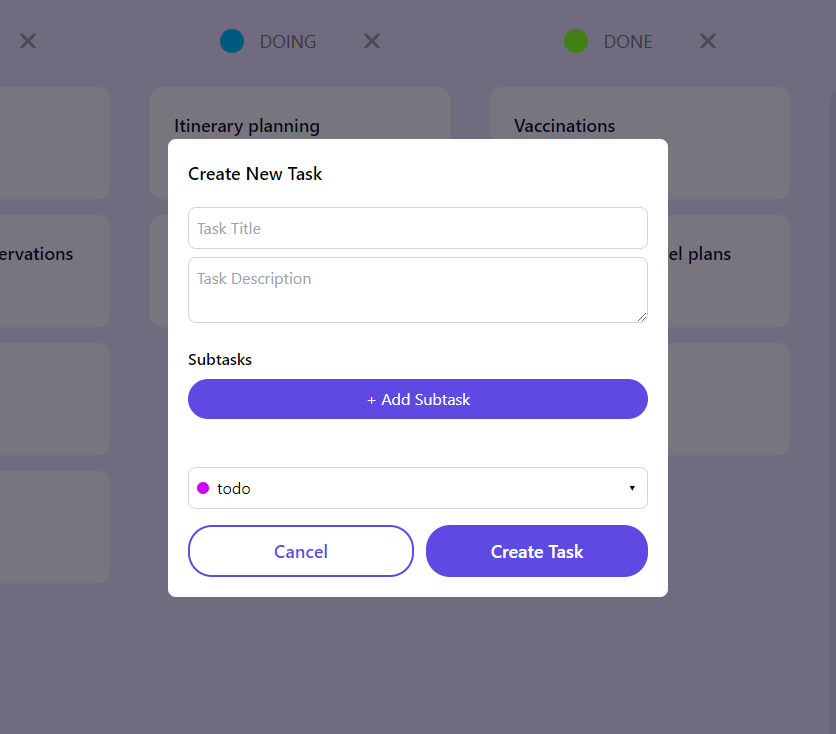 DOING
DONE
Itinerary planning
Vaccinations
Create New Task
Task Title
ervations
el plans
Task Description
Subtasks
+ Add Subtask
todo
Cancel
Create Task